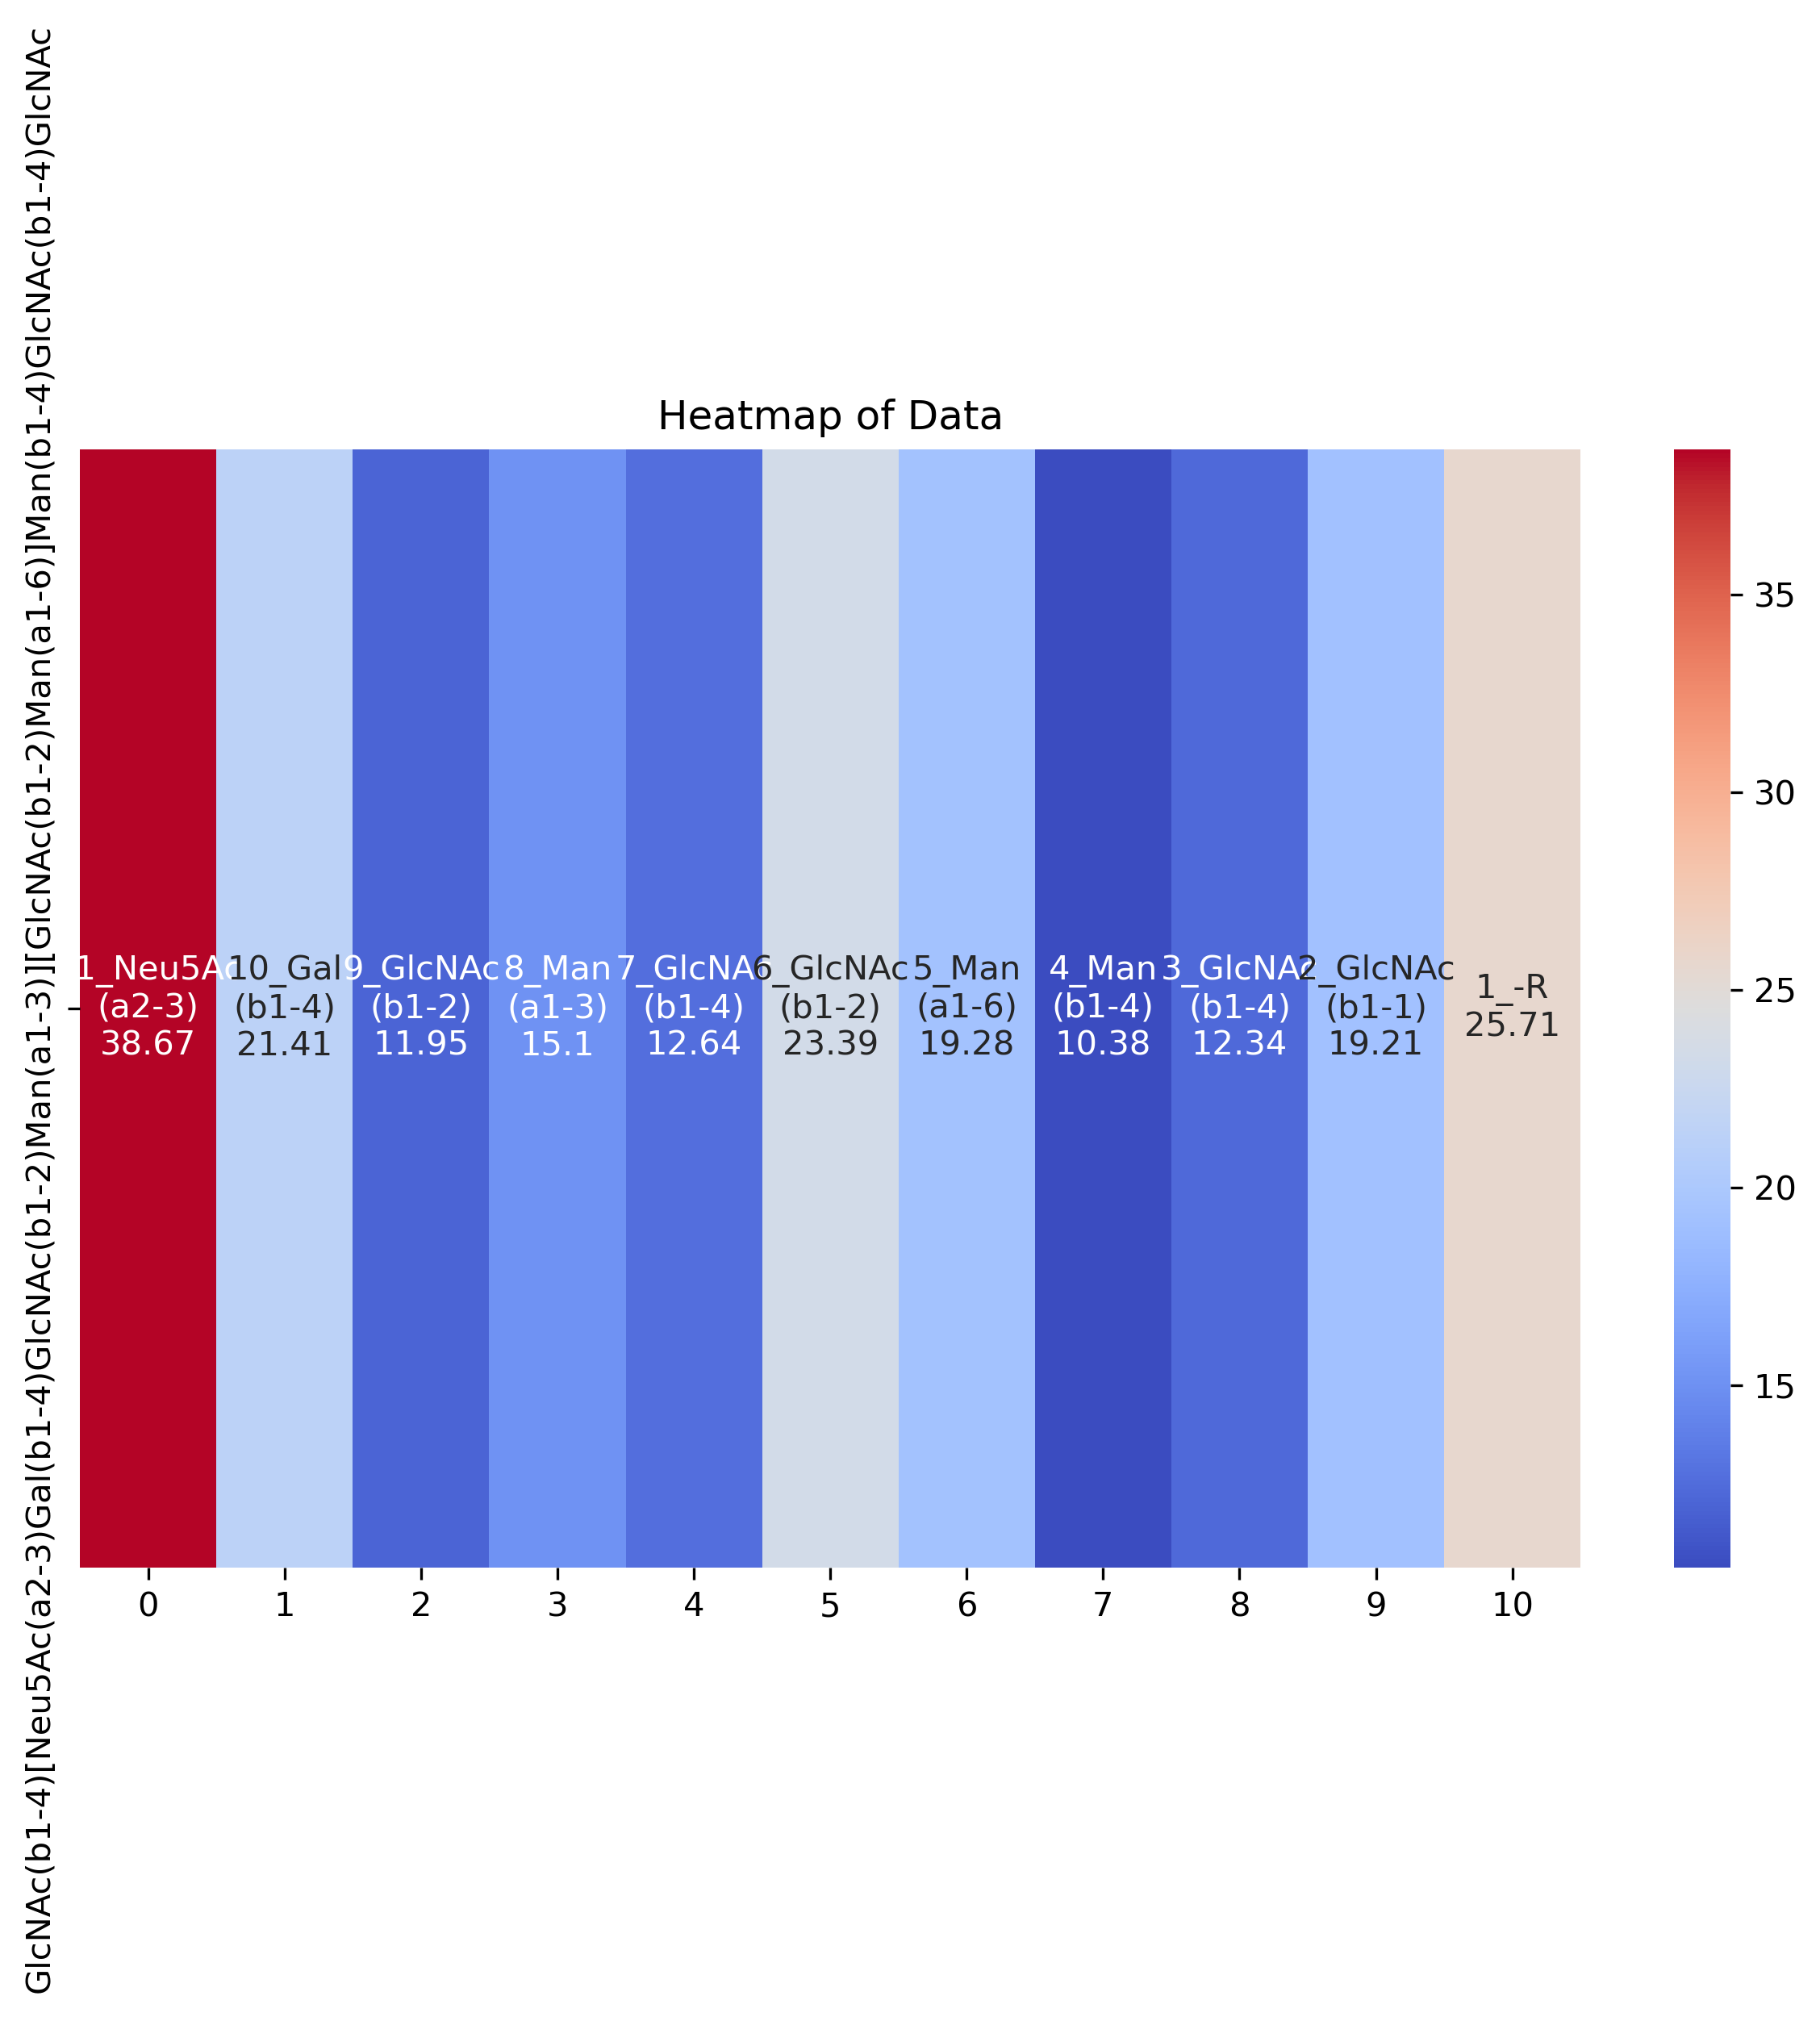 Heatmap of Data
GlcNAc(b1-4)[Neu5Ac(a2-3)Gal(b1-4)GlcNAc(b1-2)Man(a1-3)][GlcNAc(b1-2)Man(a1-6)]Man(b1-4)GlcNAc(b1-4)GlcNAc
1_Neu5Ac
(a2-3)
38.67
10_Gal
(b1-4)
21.41
9_GlcNAc
(b1-2)
11.95
8_Man
(a1-3)
15.1
7_GlcNA
(b1-4)
12.64
6_GlcNAc
(b1-2)
23.39
5_Man
(a1-6)
19.28
4_Man
(b1-4)
10.38
3_GlcNAc
(b1-4)
12.34
2_GlcNAc
(b1-1)
19.21
1_-R
25.71
0 1 2 3 4 5 6 7 8 9 10
35
30
25
20
15